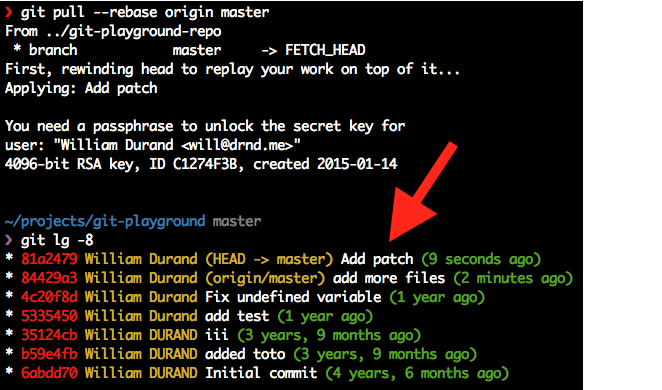 ❯ git pull --rebase origin master
From ../git-playground-repo
 * branch            master     -> FETCH_HEAD
First, rewinding head to replay your work on top of it...
Applying: Add patch

You need a passphrase to unlock the secret key for
user: "William Durand <will@drnd.me>"
4096-bit RSA key, ID C1274F3B, created 2015-01-14

~/projects/git-playground master
❯ git lg -8
* 81a2479 William Durand (HEAD -> master) Add patch (9 seconds ago)
* 84429a3 William Durand (origin/master) add more files (2 minutes ago)
* 4c20f8d William Durand Fix undefined variable (1 year ago)
* 5335450 William Durand add test (1 year ago)
* 35124cb William DURAND iii (3 years, 9 months ago)
* b59e4fb William DURAND added toto (3 years, 9 months ago)
* 6abdd70 William DURAND Initial commit (4 years, 6 months ago)